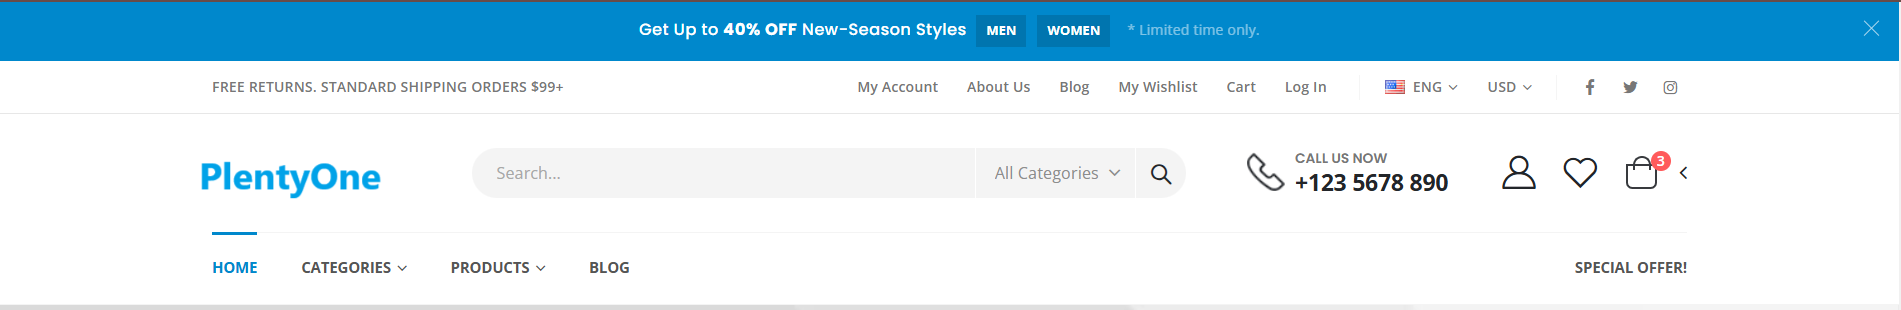 Get Up to 40% OFF New-Season Styles MEN WOMEN * Limited time only.
FREE RETURNS. STANDARD SHIPPING ORDERS $99+ My Account About Us Blog My Wishlist Cart Log In ENG USD
PlentyOne Search... All Categories CALL US NOW 3
+123 5678 890
HOME CATEGORIES PRODUCTS BLOG SPECIAL OFFER!